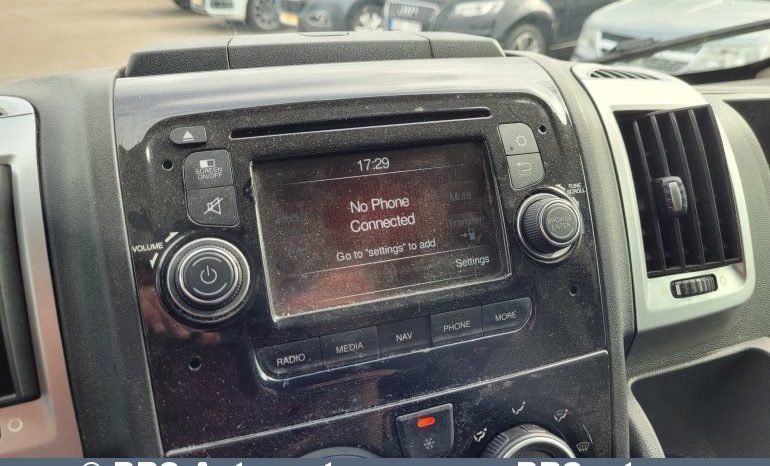 SCREEN
ON/OFF
VOLUME
17:29
No Phone
Connected
Go to "settings" to add
More
Transfer
Settings
TUNE
SCROLL
BROWSE
ENTER
RADIO
MEDIA
NAV
PHONE
MORE